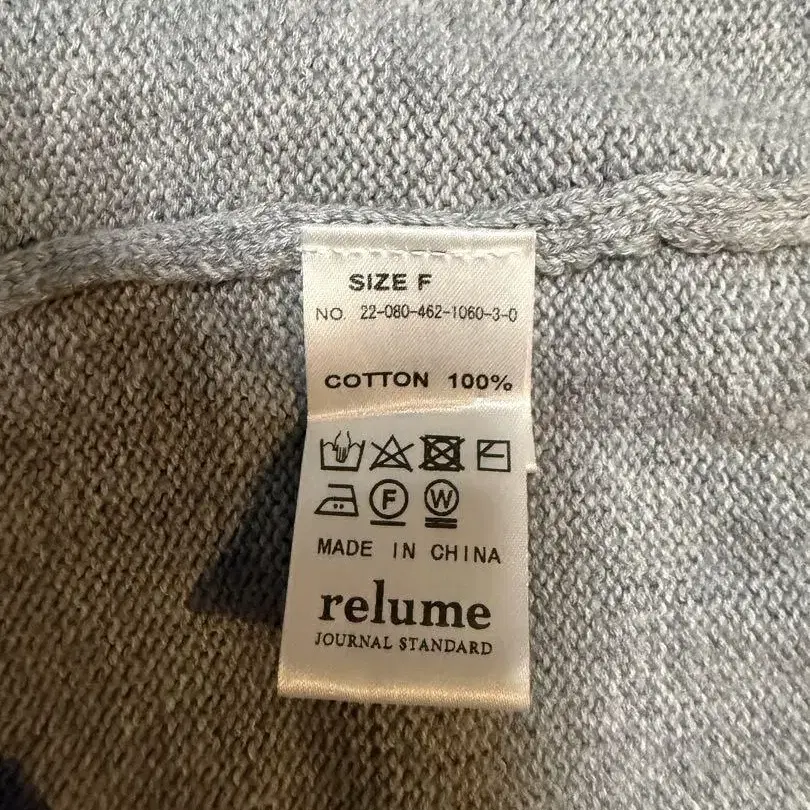 SIZE F
NO. 22-080-462-1060-3-0
COTTON 100%
F W
MADE IN CHINA
relume
JOURNAL STANDARD